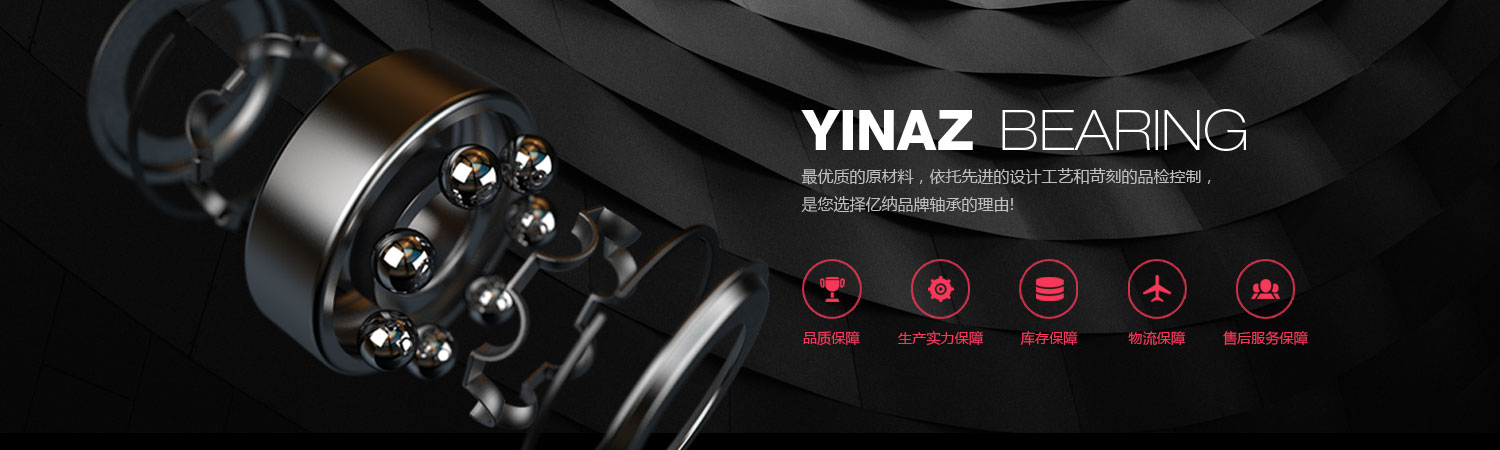 YINAZ BEARING
最优质的原材料，依托先进的设计工艺和苛刻的品检控制，
是您选择亿纳品牌轴承的理由!
品质保障 生产实力保障 库存保障 物流保障 售后服务保障